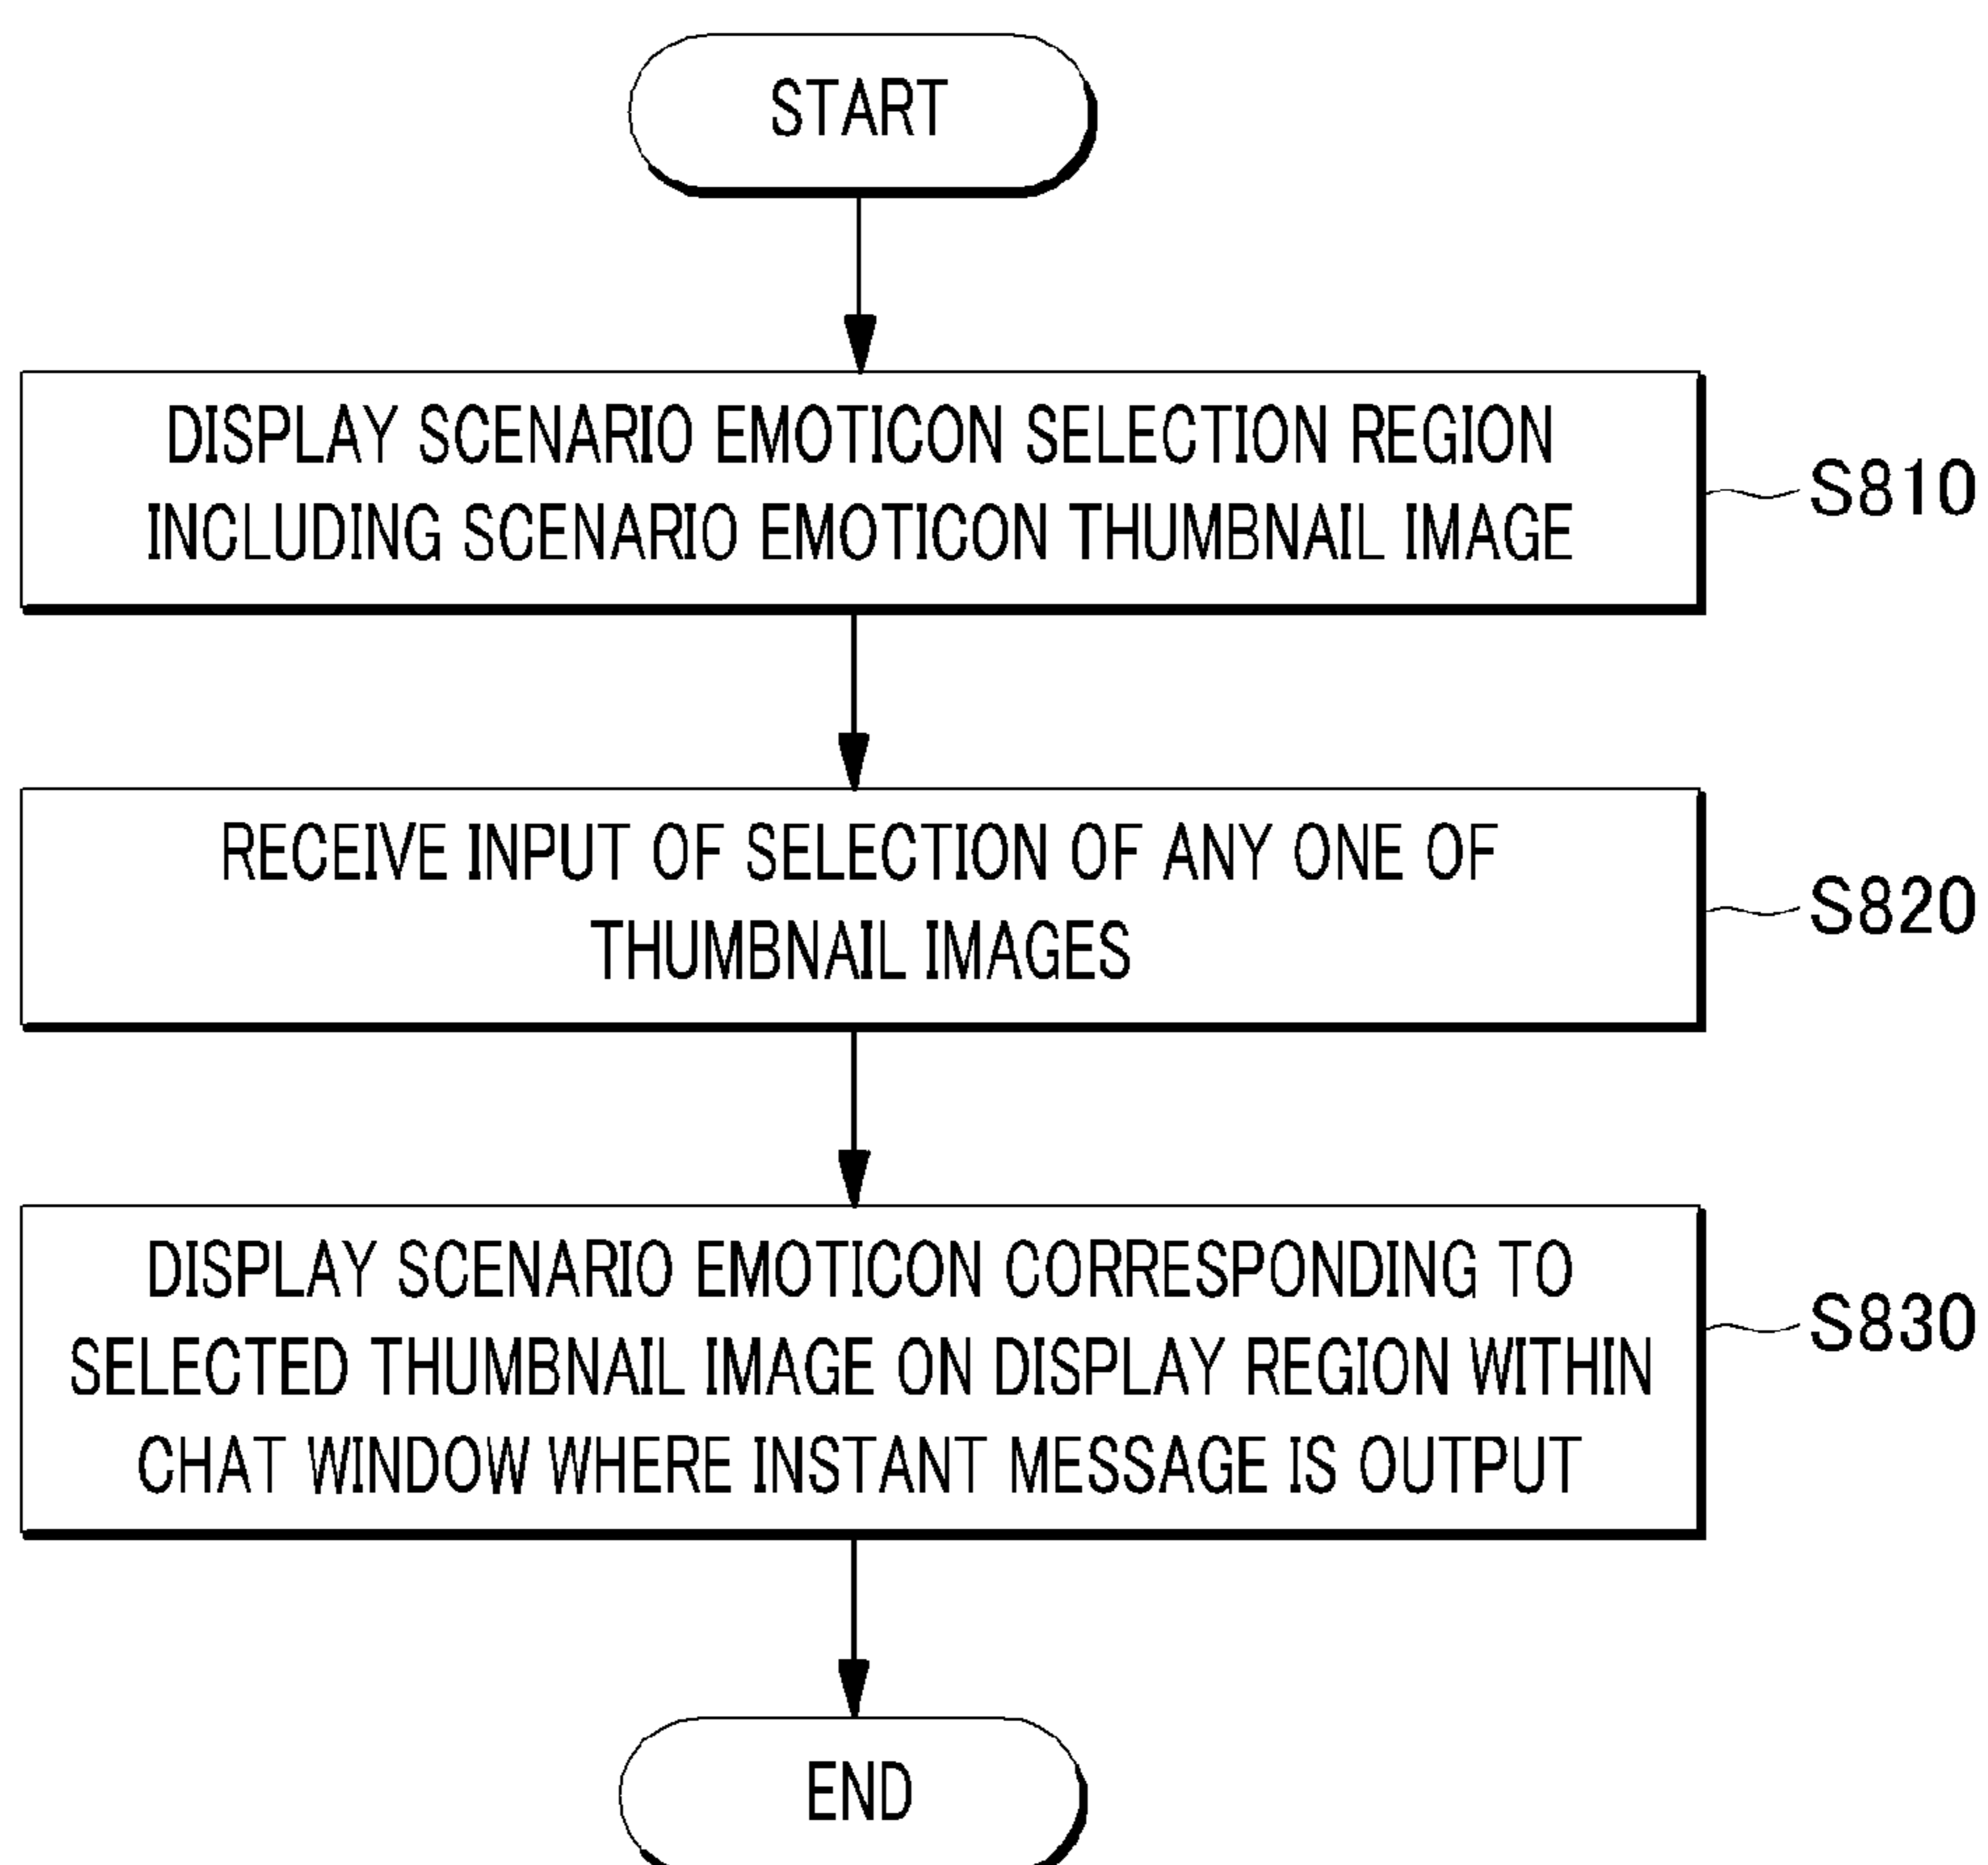 START
DISPLAY SCENARIO EMOTICON SELECTION REGION
INCLUDING SCENARIO EMOTICON THUMBNAIL IMAGE
S810
RECEIVE INPUT OF SELECTION OF ANY ONE OF
THUMBNAIL IMAGES
S820
DISPLAY SCENARIO EMOTICON CORRESPONDING TO
SELECTED THUMBNAIL IMAGE ON DISPLAY REGION WITHIN
CHAT WINDOW WHERE INSTANT MESSAGE IS OUTPUT
S830
END